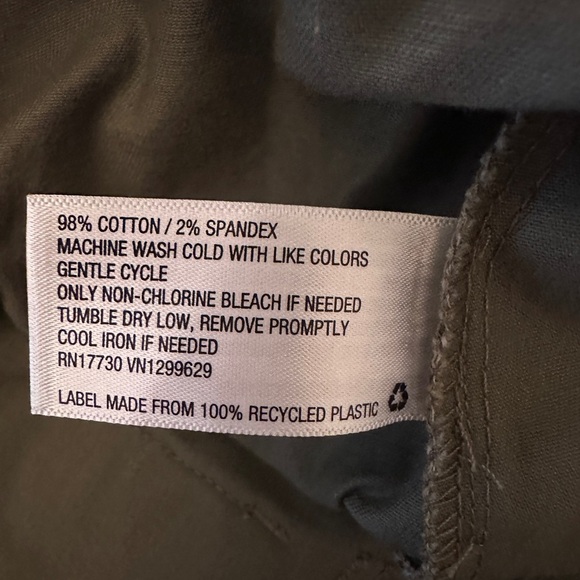 98% COTTON / 2% SPANDEX
MACHINE WASH COLD WITH LIKE COLORS
GENTLE CYCLE
ONLY NON-CHLORINE BLEACH IF NEEDED
TUMBLE DRY LOW, REMOVE PROMPTLY
COOL IRON IF NEEDED
RN17730 VN1299629
LABEL MADE FROM 100% RECYCLED PLASTIC